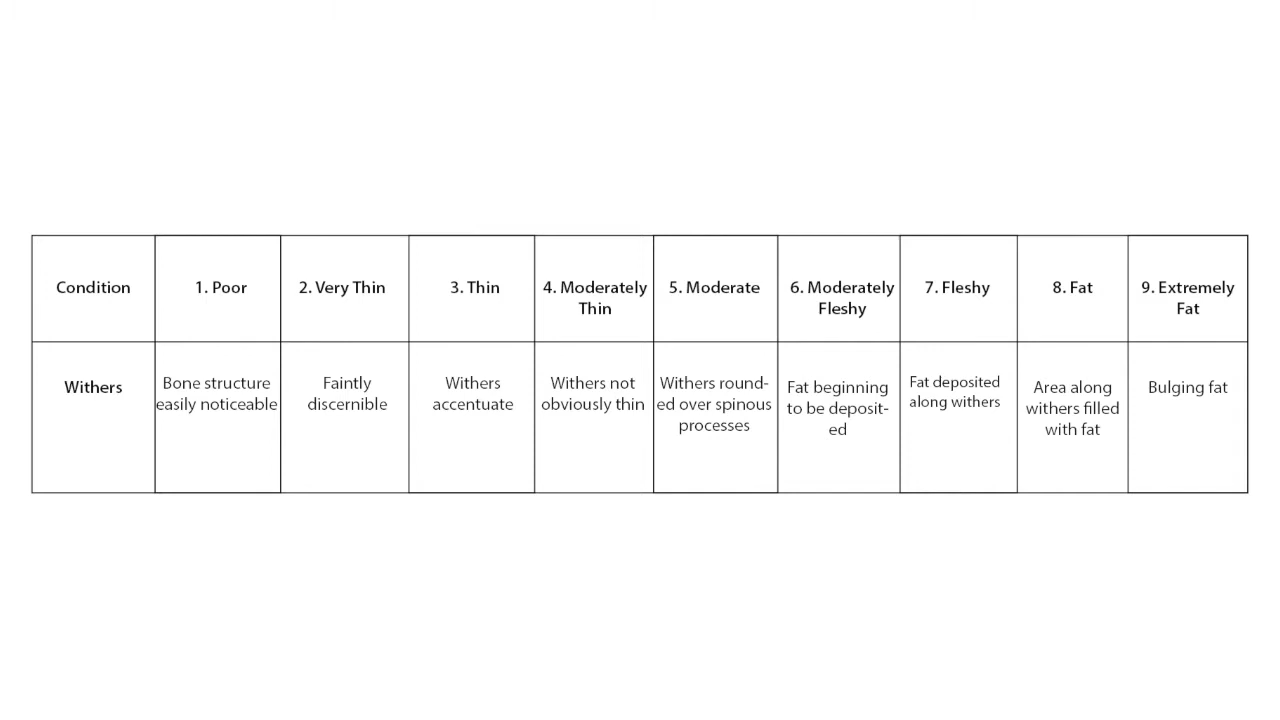 Condition
1. Poor
2. Very Thin
3. Thin
4. Moderately
Thin
5. Moderate
6. Moderately
Fleshy
7. Fleshy
8. Fat
9. Extremely
Fat
Withers
Bone structure
easily noticeable
Faintly
discernible
Withers
accentuate
Withers not
obviously thin
Withers round-
ed over spinous
processes
Fat beginning
to be deposit-
ed
Fat deposited
along withers
Area along
withers filled
with fat
Bulging fat